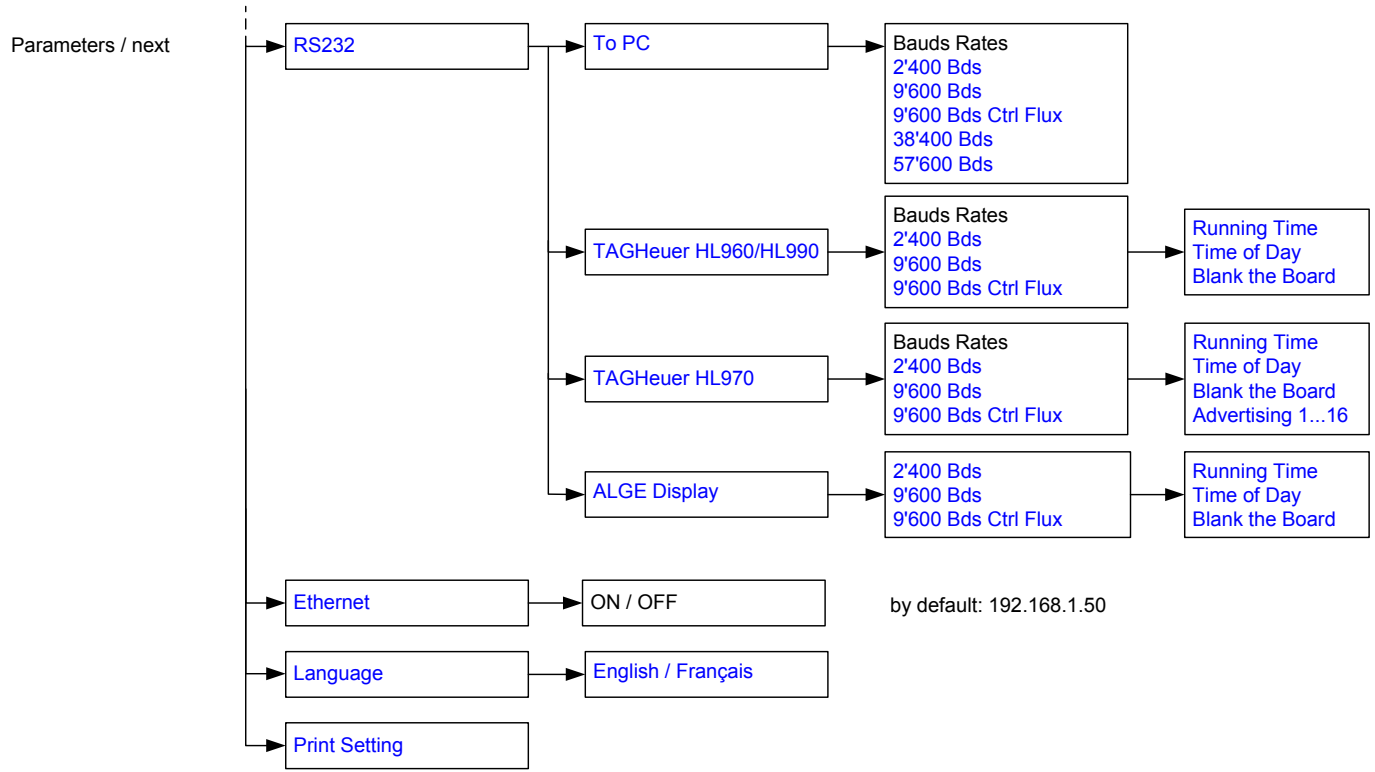 Parameters / next
RS232
To PC
Bauds Rates
2'400 Bds
9'600 Bds
9'600 Bds Ctrl Flux
38'400 Bds
57'600 Bds
TAGHeuer HL960/HL990
Bauds Rates
2'400 Bds
9'600 Bds
9'600 Bds Ctrl Flux
Running Time
Time of Day
Blank the Board
TAGHeuer HL970
Bauds Rates
2'400 Bds
9'600 Bds
9'600 Bds Ctrl Flux
Running Time
Time of Day
Blank the Board
Advertising 1...16
ALGE Display
2'400 Bds
9'600 Bds
9'600 Bds Ctrl Flux
Running Time
Time of Day
Blank the Board
Ethernet
ON / OFF
by default: 192.168.1.50
Language
English / Français
Print Setting